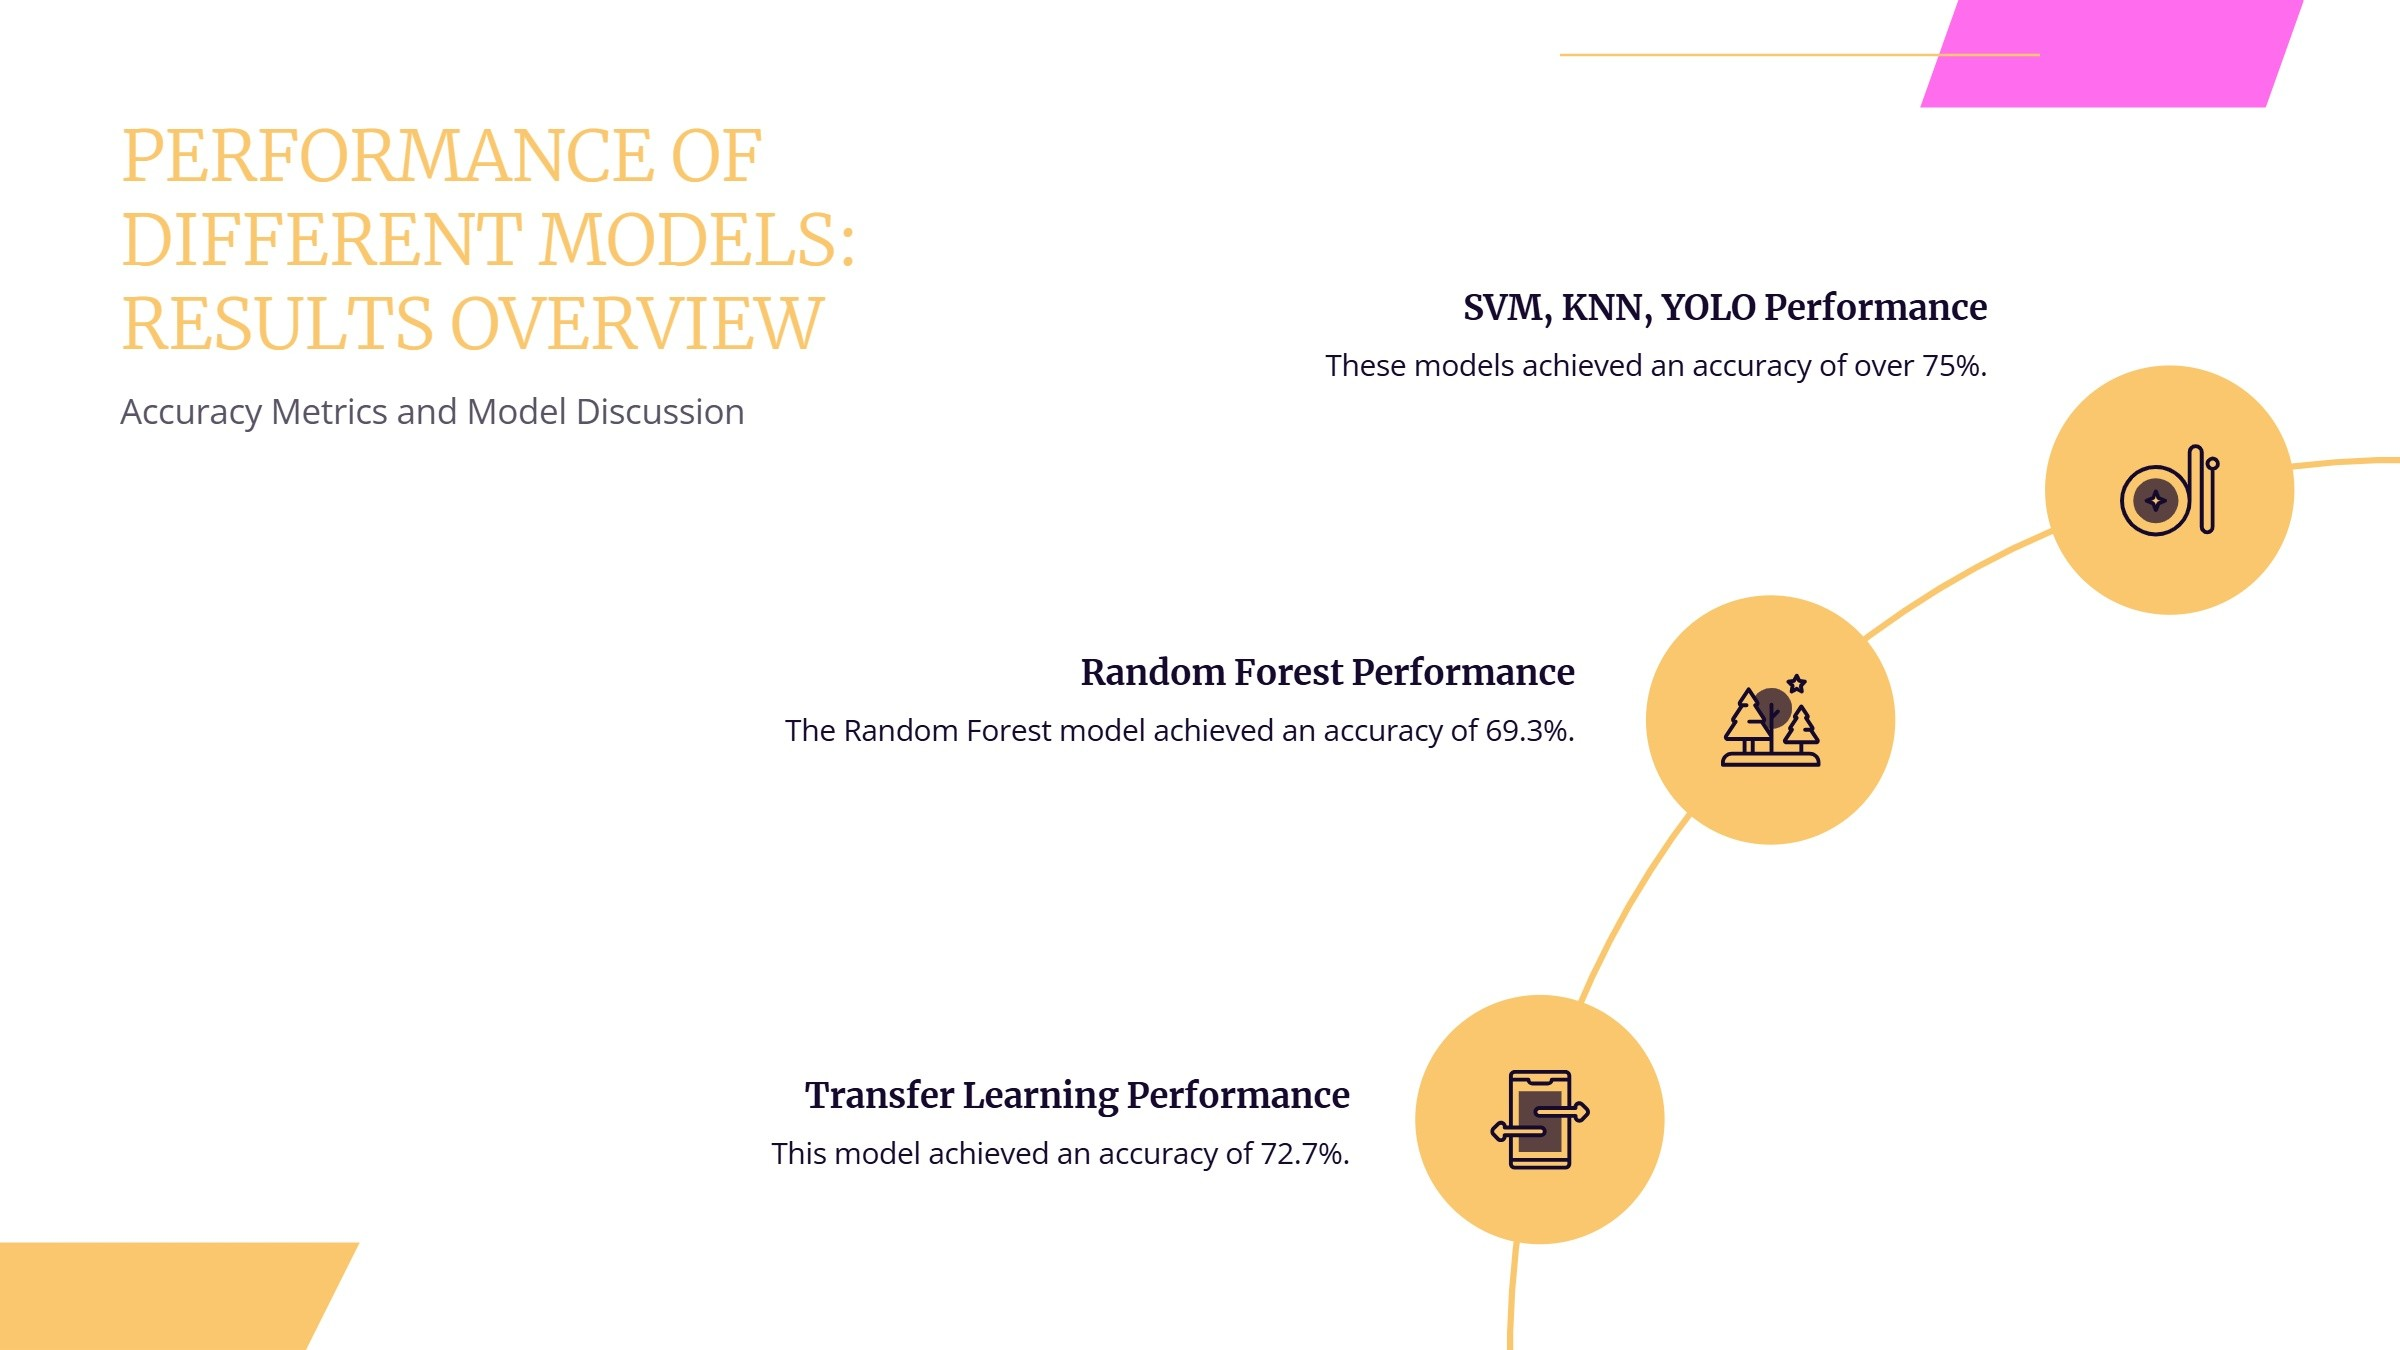 PERFORMANCE OF
DIFFERENT MODELS:
RESULTS OVERVIEW
Accuracy Metrics and Model Discussion
SVM, KNN, YOLO Performance
These models achieved an accuracy of over 75%.
Random Forest Performance
The Random Forest model achieved an accuracy of 69.3%.
Transfer Learning Performance
This model achieved an accuracy of 72.7%.